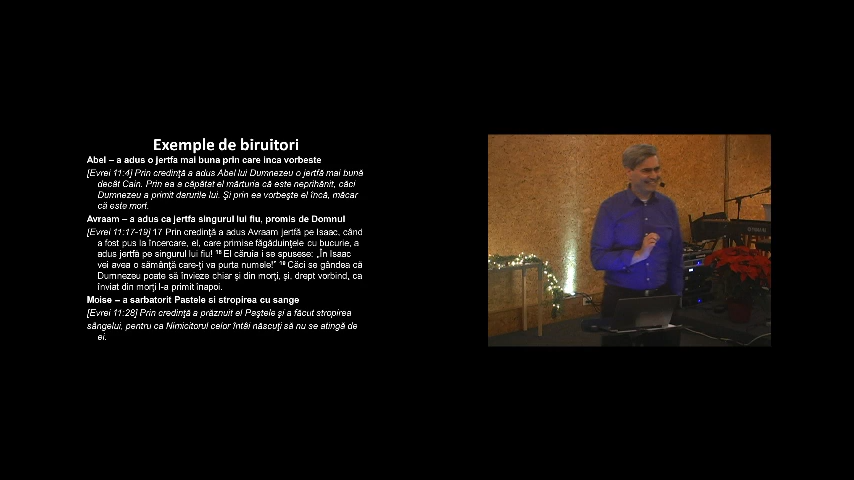 Exemple de biruitori
Abel – a adus o jertfa mai buna prin care inca vorbeste
[Evrei 11:4] Prin credinţă a adus Abel lui Dumnezeu o jertfă mai bună
decât Cain. Prin ea a căpătat el mărturia că este neprihănit, căci
Dumnezeu a primit darurile lui. Şi prin ea vorbeşte el încă, măcar
că este mort.
Avraam – a adus ca jertfa singurul lui fiu, promis de Domnul
[Evrei 11:17-19] 17 Prin credinţă a adus Avraam jertfă pe Isaac, când
a fost pus la încercare, el, care primise făgăduinţele cu bucurie, a
adus jertfă pe singurul lui fiu! 18 El căruia i se spusese: „În Isaac
vei avea o sămânţă care-ţi va purta numele!” 19 Căci se gândea că
Dumnezeu poate să învieze chiar şi din morţi, şi, drept vorbind, ca
înviat din morţi l-a primit înapoi.
Moise – a sarbatorit Pastele si stropirea cu sange
[Evrei 11:28] Prin credinţă a prăznuit el Paştele şi a făcut stropirea
sângelui, pentru ca Nimicitorul celor întâi născuţi să nu se atingă de
ei.